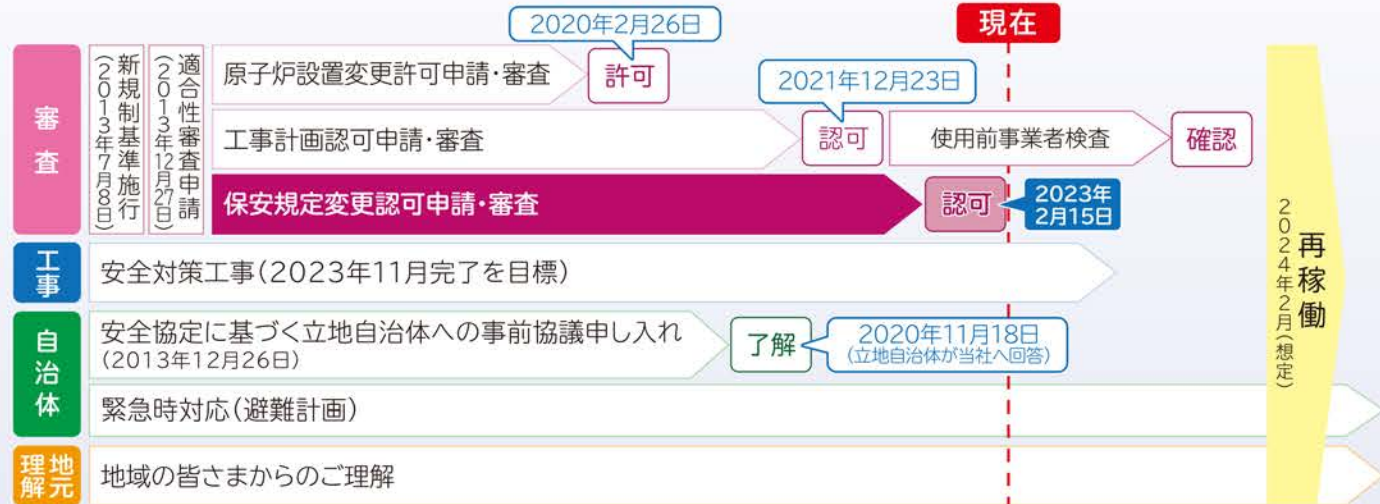 現在
2020年2月26日
審査
新規制基準施行
(2013年7月8日)
適合性審査申請
(2013年12月27日)
原子炉設置変更許可申請・審査
許可
2021年12月23日
工事計画認可申請・審査
認可
使用前事業者検査
確認
保安規定変更認可申請・審査
認可
2023年
2月15日
工事
安全対策工事(2023年11月完了を目標)
自治体
安全協定に基づく立地自治体への事前協議申し入れ
(2013年12月26日)
了解
2020年11月18日
(立地自治体が当社へ回答)
緊急時対応(避難計画)
地元
理解
地域の皆さまからのご理解
再稼働
2024年2月(想定)